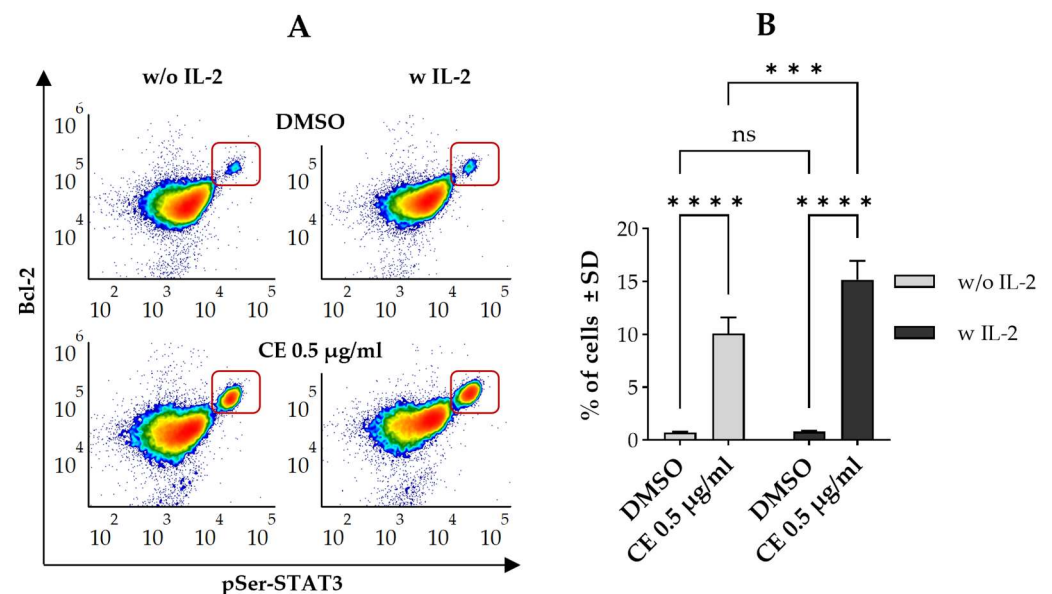 A
B
w/o IL-2
w IL-2
DMSO
CE 0.5 µg/ml
Bcl-2
10^6
10^5
10^4
10^2 10^3 10^4 10^5
10^2 10^3 10^4 10^5
10^6
10^5
10^4
10^2 10^3 10^4 10^5
10^2 10^3 10^4 10^5
pSer-STAT3
* * *
ns
* * * *
* * * *
% of cells ± SD
20
15
10
5
0
DMSO
CE 0.5 µg/ml
DMSO
CE 0.5 µg/ml
w/o IL-2
w IL-2